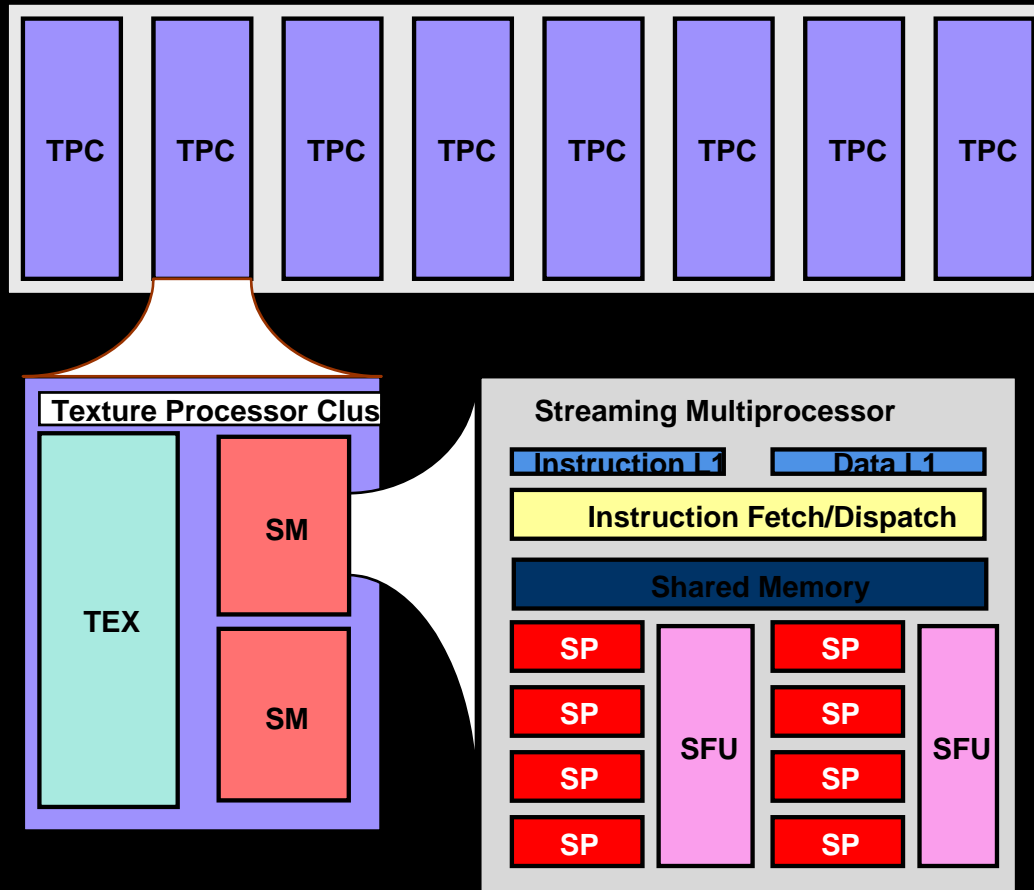 TPC TPC TPC TPC TPC TPC TPC TPC
Texture Processor Clus
TEX
SM
SM
Streaming Multiprocessor
Instruction L1 Data L1
Instruction Fetch/Dispatch
Shared Memory
SP SP
SP SP
SFU SFU
SP SP
SP SP